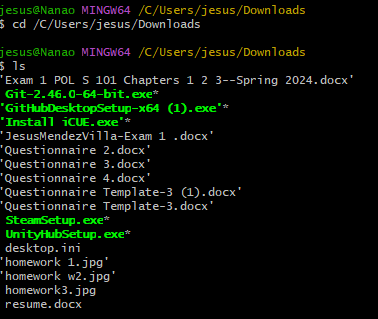 jesus@Nanao MINGW64 /C/Users/jesus/Downloads
$ cd /C/Users/jesus/Downloads
jesus@Nanao MINGW64 /C/Users/jesus/Downloads
$ ls
'Exam 1 POL S 101 Chapters 1 2 3--Spring 2024.docx'
Git-2.46.0-64-bit.exe*
'GitHubDesktopSetup-x64 (1).exe'*
'Install iCUE.exe'*
'JesusMendezVilla-Exam 1 .docx'
'Questionnaire 2.docx'
'Questionnaire 3.docx'
'Questionnaire 4.docx'
'Questionnaire Template-3 (1).docx'
'Questionnaire Template-3.docx'
SteamSetup.exe*
UnityHubSetup.exe*
desktop.ini
'homework 1.jpg'
'homework w2.jpg'
homework3.jpg
resume.docx